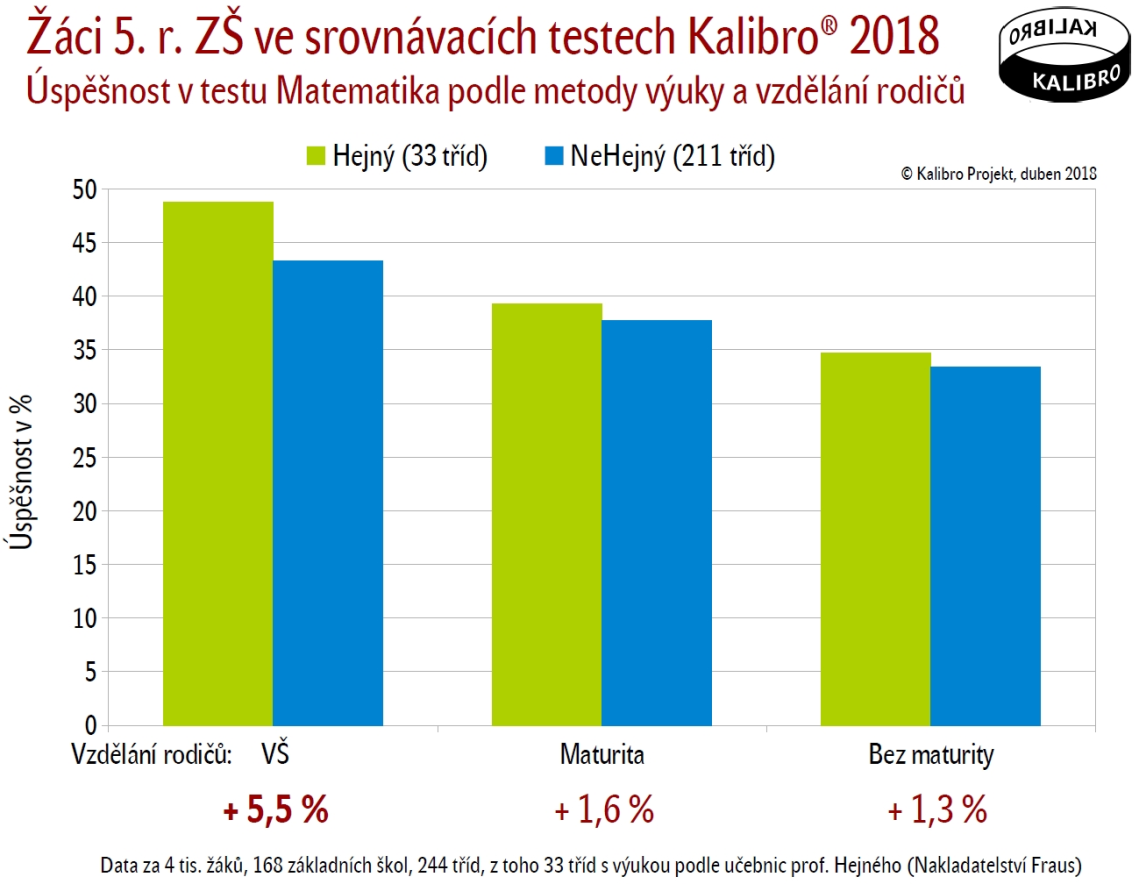 Žáci 5. r. ZŠ ve srovnávacích testech Kalibro® 2018
Úspěšnost v testu Matematika podle metody výuky a vzdělání rodičů
KALIBRO
KALIBRO
Hejný (33 tříd)
NeHejný (211 tříd)
© Kalibro Projekt, duben 2018
Úspěšnost v %
50
45
40
35
30
25
20
15
10
5
0
Vzdělání rodičů: VŠ Maturita Bez maturity
+ 5,5 % + 1,6 % + 1,3 %
Data za 4 tis. žáků, 168 základních škol, 244 tříd, z toho 33 tříd s výukou podle učebnic prof. Hejného (Nakladatelství Fraus)